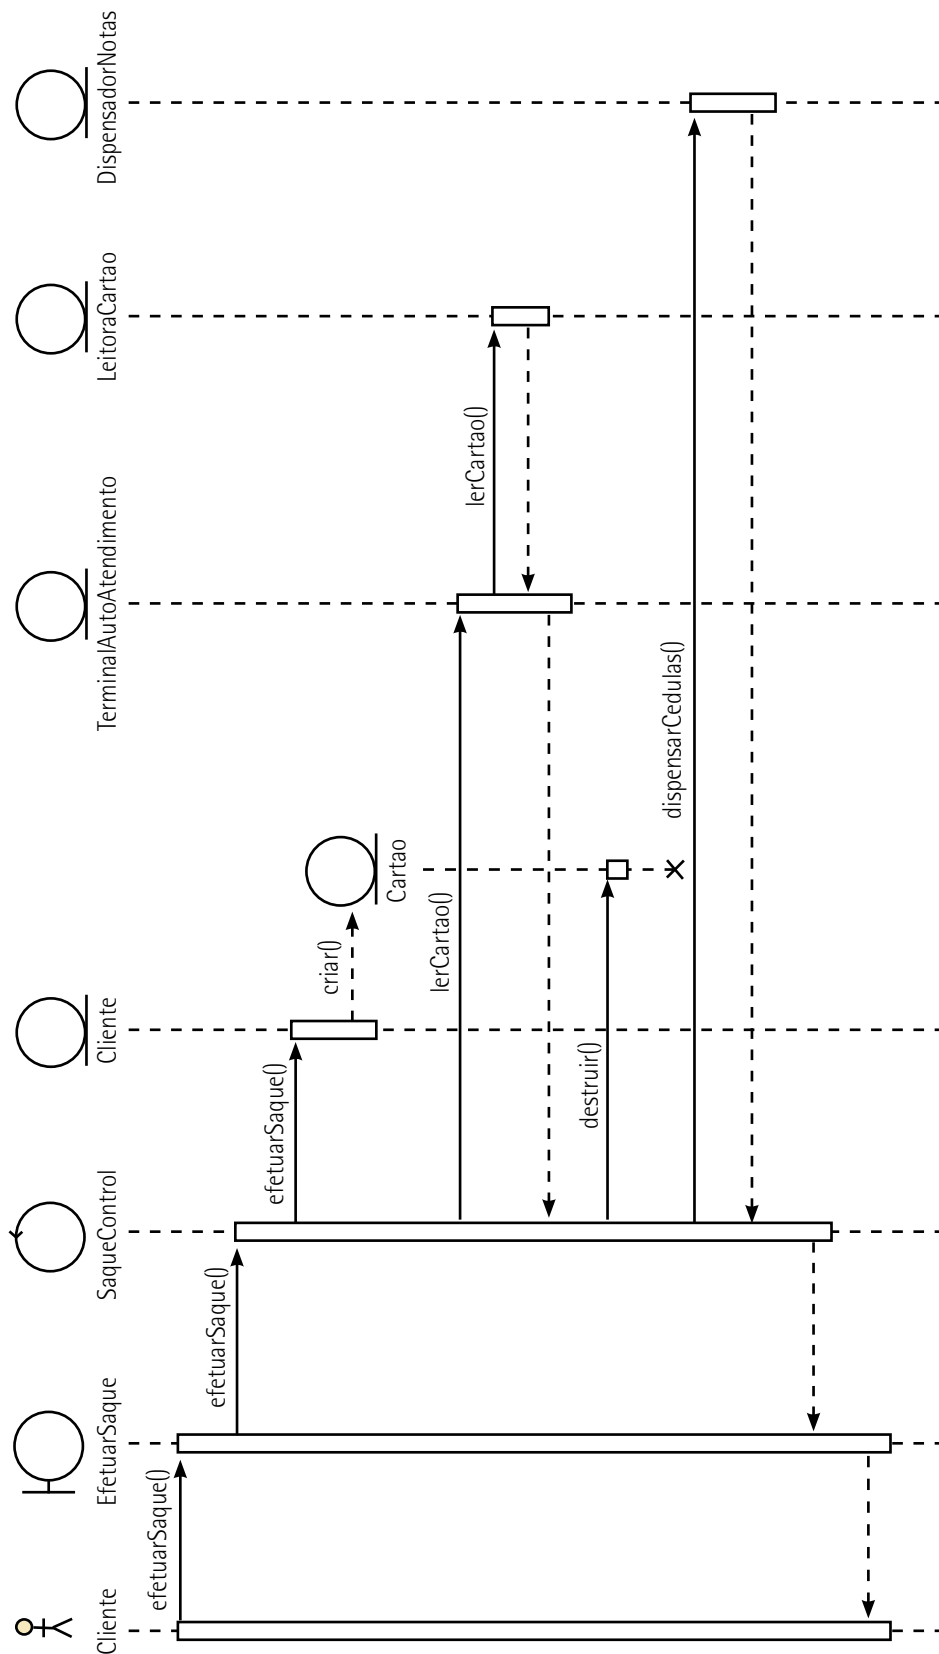 Cliente
EfetuarSaque
SaqueControl
Cliente
Cartao
TerminalAutoAtendimento
LeitoraCartao
DispensadorNotas
efetuarSaque()
efetuarSaque()
efetuarSaque()
criar()
lerCartao()
lerCartao()
destruir()
dispensarCedulas()